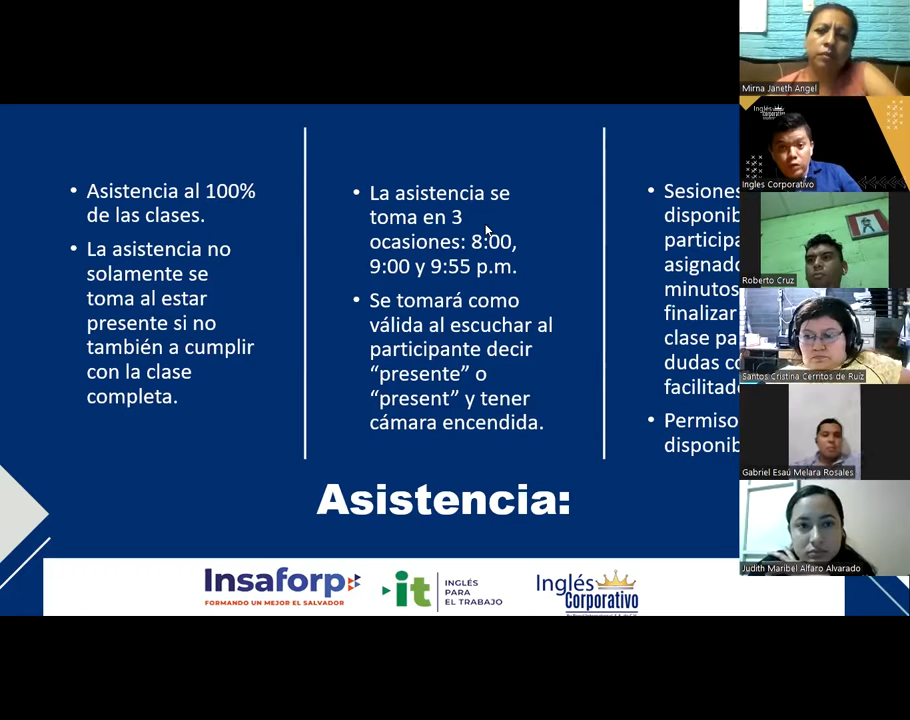 • Asistencia al 100%
de las clases.
• La asistencia no
solamente se
toma al estar
presente si no
también a cumplir
con la clase
completa.
• La asistencia se
toma en 3
ocasiones: 8:00,
9:00 y 9:55 p.m.
• Se tomará como
válida al escuchar al
participante decir
“presente” o
“present” y tener
cámara encendida.
• Sesiones
disponib
participa
asignado
minutos
finalizar
clase pa
dudas co
facilitado
• Permiso
disponib
Asistencia:
Insaforp
FORMANDO UN MEJOR EL SALVADOR
it
INGLÉS
PARA
EL TRABAJO
Inglés
Corporativo
Mirna Janeth Angel
Inglés
Corporativo
Ingles Corporativo
Roberto Cruz
Santos Cristina Cerritos de Ruiz
Gabriel Esaú Melara Rosales
Judith Maribel Alfaro Alvarado